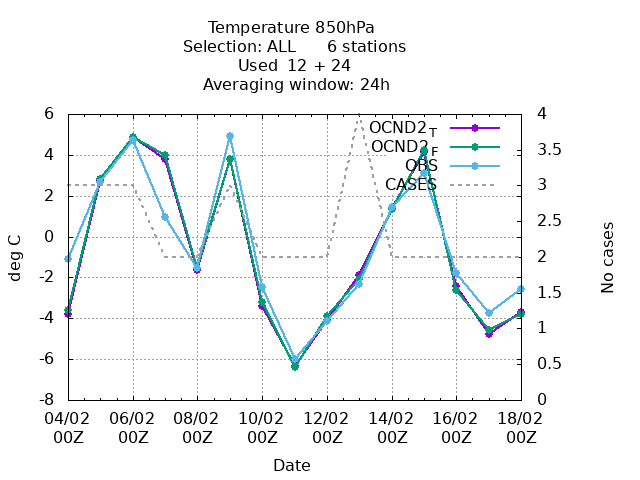 Temperature 850hPa
Selection: ALL      6 stations
Used  12 + 24
Averaging window: 24h
6
4
2
0
-2
-4
-6
-8
deg C
4
3.5
3
2.5
2
1.5
1
0.5
0
No cases
OCND2T
OCND2F
OBS
CASES
04/02 06/02 08/02 10/02 12/02 14/02 16/02 18/02
00Z 00Z 00Z 00Z 00Z 00Z 00Z 00Z
Date